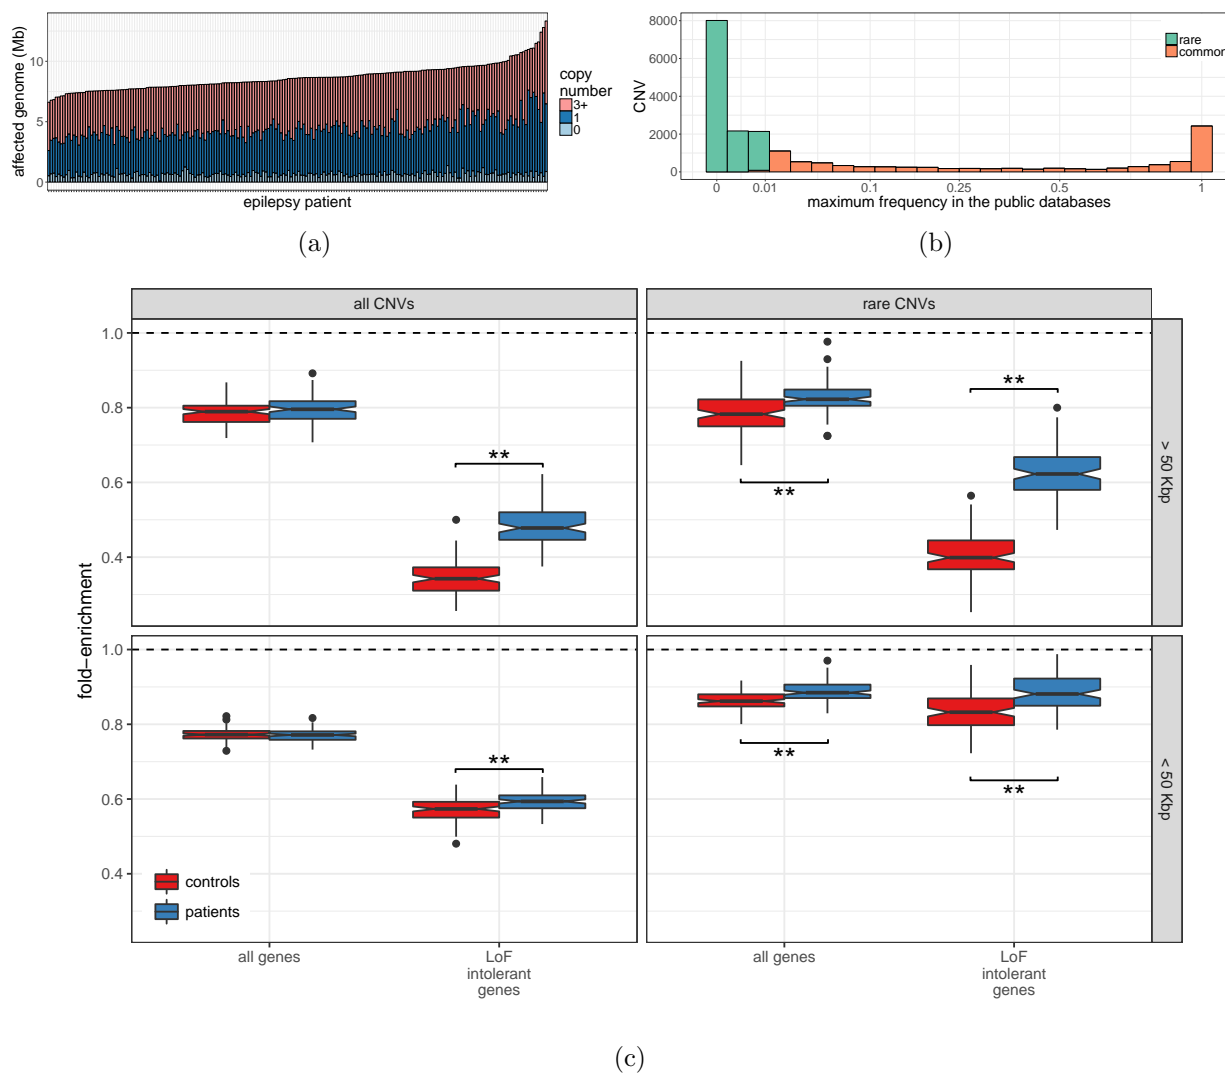 affected genome (Mb)
10
5
0
epilepsy patient
copy
number
3+
1
0
(a)
CNV
8000
6000
4000
2000
0
0
0.01
0.1
0.25
0.5
1
maximum frequency in the public databases
rare
common
(b)
all CNVs
rare CNVs
fold−enrichment
1.0
0.8
0.6
0.4
**
**
**
> 50 Kbp
1.0
0.8
0.6
0.4
**
**
**
< 50 Kbp
controls
patients
all genes
LoF
intolerant
genes
all genes
LoF
intolerant
genes
(c)